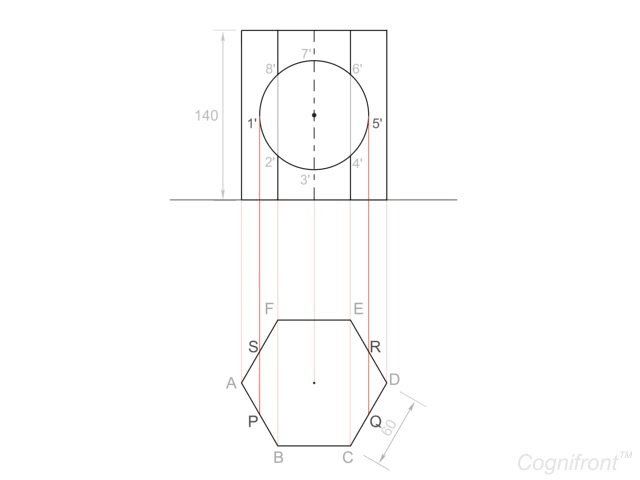 7'
8' 6'
140
1' 5'
2' 4'
3'
F E
S R
A D
P Q
60
B C
Cognifront™